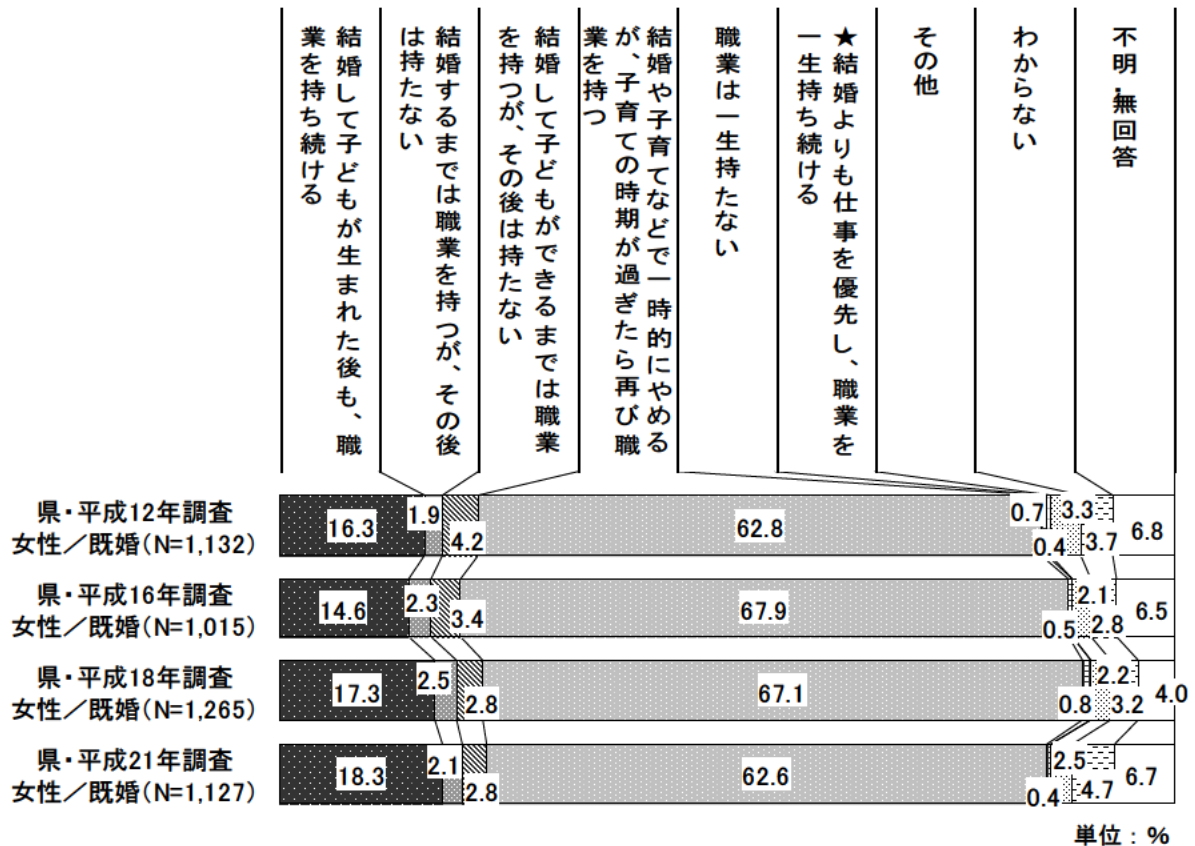 結婚して子どもが生まれた後も、職
業を持ち続ける
結婚するまでは職業を持つが、その後
は持たない
結婚して子どもができるまでは職業
を持つが、その後は持たない
結婚や子育てなどで一時的にやめる
が、子育ての時期が過ぎたら再び職
業を持つ
職業は一生持たない
★結婚よりも仕事を優先し、職業を
一生持ち続ける
その他
わからない
不明・無回答
県・平成12年調査
女性／既婚(N=1,132)
16.3
1.9
4.2
62.8
0.7
0.4
3.3
3.7
6.8
県・平成16年調査
女性／既婚(N=1,015)
14.6
2.3
3.4
67.9
0.5
2.1
2.8
6.5
県・平成18年調査
女性／既婚(N=1,265)
17.3
2.5
2.8
67.1
0.8
2.2
3.2
4.0
県・平成21年調査
女性／既婚(N=1,127)
18.3
2.1
2.8
62.6
0.4
2.5
4.7
6.7
単位：%